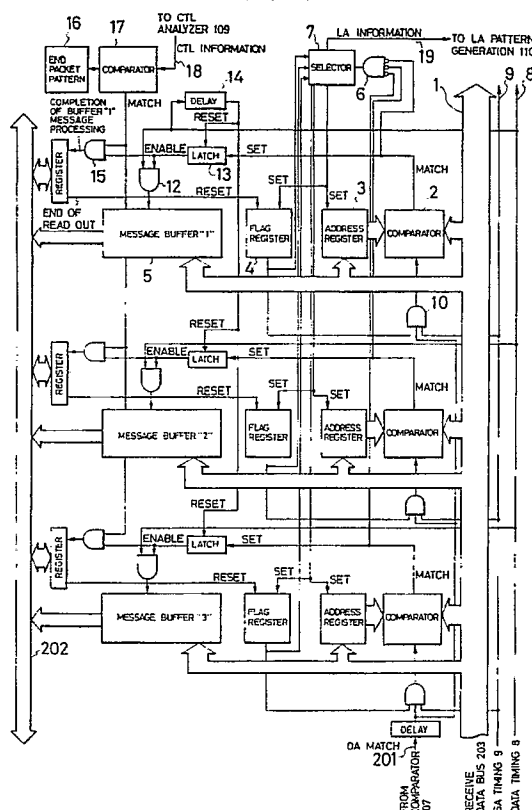 TO CTL
ANALYZER 109
CTL INFORMATION
16
17
18
END
PACKET
PATTERN
COMPARATOR
MATCH
COMPLETION
OF BUFFER "1"
MESSAGE
PROCESSING
14
DELAY
RESET
ENABLE
LATCH
SET
13
15
12
REGISTER
RESET
END OF
READ OUT
MESSAGE BUFFER "1"
5
FLAG
REGISTER
4
SET
SET
3
ADDRESS
REGISTER
2
COMPARATOR
MATCH
10
LA INFORMATION
19
TO LA PATTERN
GENERATION 110
7
SELECTOR
6
1
9
8
RESET
ENABLE
LATCH
SET
REGISTER
RESET
MESSAGE BUFFER "2"
SET
SET
FLAG
REGISTER
ADDRESS
REGISTER
COMPARATOR
MATCH
RESET
ENABLE
LATCH
SET
REGISTER
RESET
MESSAGE BUFFER "3"
SET
SET
FLAG
REGISTER
ADDRESS
REGISTER
COMPARATOR
MATCH
202
DELAY
DA MATCH
201
FROM
COMPARATOR
107
RECEIVE
DATA BUS 203
SA TIMING 9
DATA TIMING 8